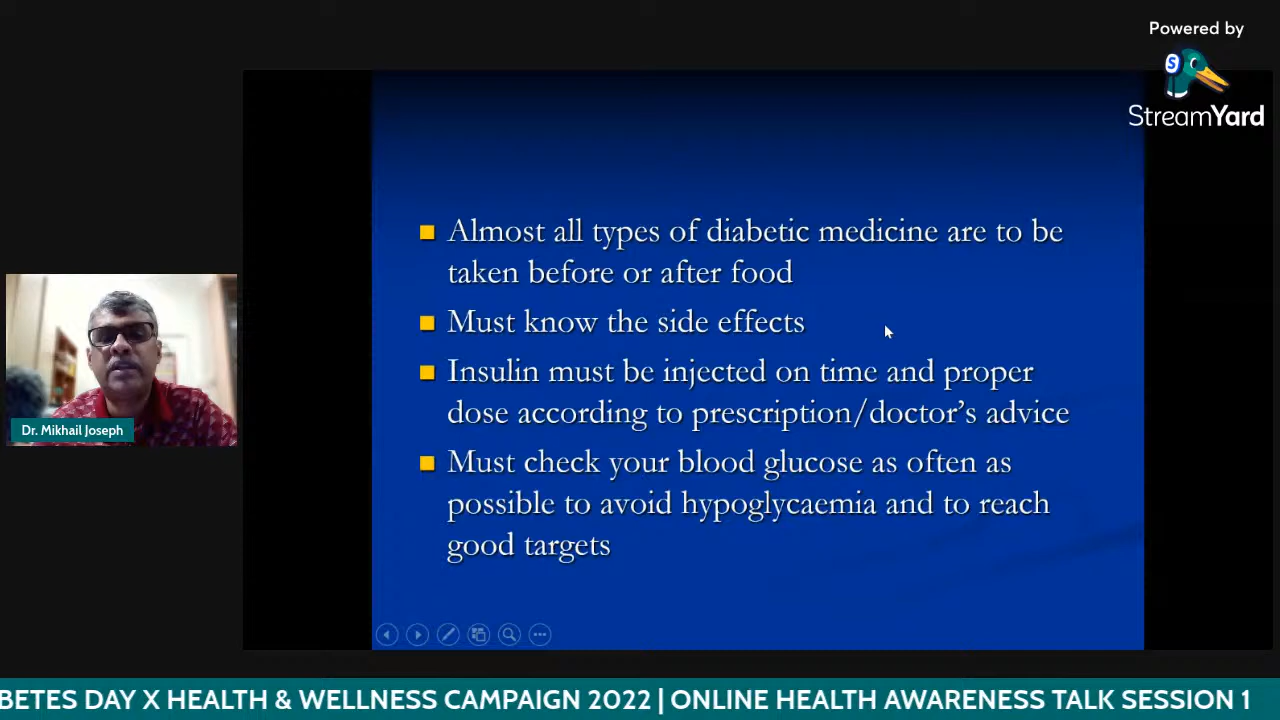 Powered by
StreamYard
Almost all types of diabetic medicine are to be
taken before or after food
Must know the side effects
Insulin must be injected on time and proper
dose according to prescription/doctor's advice
Must check your blood glucose as often as
possible to avoid hypoglycaemia and to reach
good targets
Dr. Mikhail Joseph
BETES DAY X HEALTH & WELLNESS CAMPAIGN 2022 | ONLINE HEALTH AWARENESS TALK SESSION 1